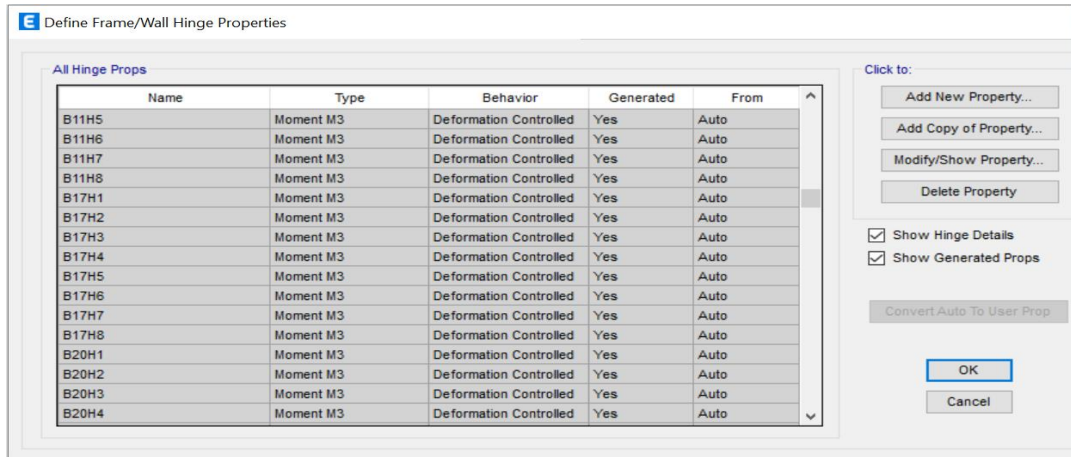 E Define Frame/Wall Hinge Properties
All Hinge Props
Name Type Behavior Generated From
B11H5 Moment M3 Deformation Controlled Yes Auto
B11H6 Moment M3 Deformation Controlled Yes Auto
B11H7 Moment M3 Deformation Controlled Yes Auto
B11H8 Moment M3 Deformation Controlled Yes Auto
B17H1 Moment M3 Deformation Controlled Yes Auto
B17H2 Moment M3 Deformation Controlled Yes Auto
B17H3 Moment M3 Deformation Controlled Yes Auto
B17H4 Moment M3 Deformation Controlled Yes Auto
B17H5 Moment M3 Deformation Controlled Yes Auto
B17H6 Moment M3 Deformation Controlled Yes Auto
B17H7 Moment M3 Deformation Controlled Yes Auto
B17H8 Moment M3 Deformation Controlled Yes Auto
B20H1 Moment M3 Deformation Controlled Yes Auto
B20H2 Moment M3 Deformation Controlled Yes Auto
B20H3 Moment M3 Deformation Controlled Yes Auto
B20H4 Moment M3 Deformation Controlled Yes Auto
Click to:
Add New Property...
Add Copy of Property...
Modify/Show Property...
Delete Property
Show Hinge Details
Show Generated Props
Convert Auto To User Prop
OK
Cancel